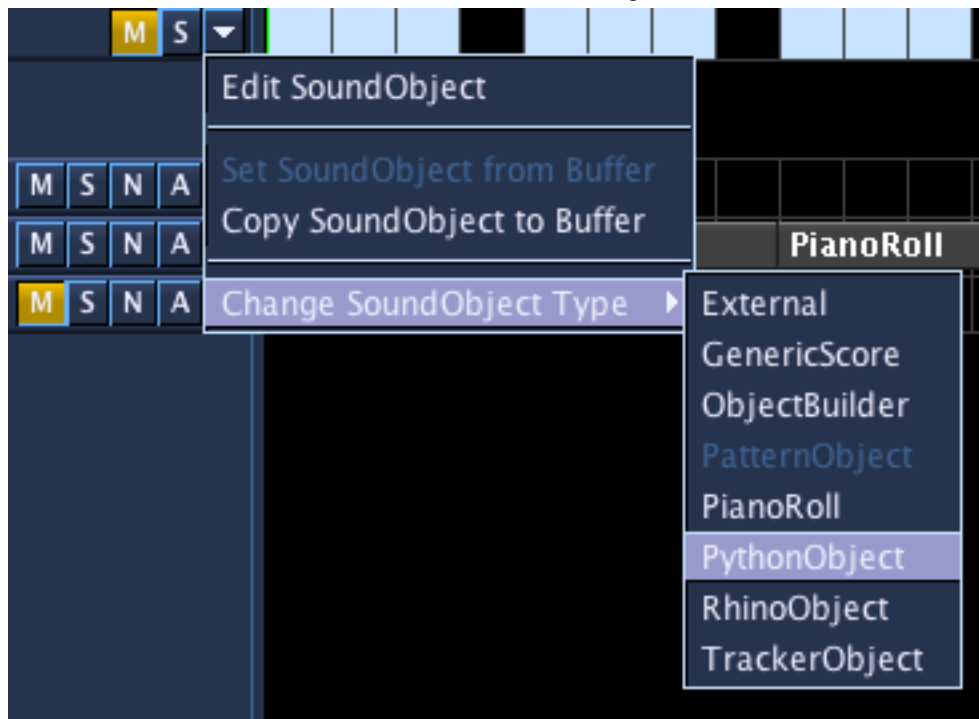 M S
Edit SoundObject
Set SoundObject from Buffer
M S N A
Copy SoundObject to Buffer
M S N A
PianoRoll
M S N A
Change SoundObject Type
External
GenericScore
ObjectBuilder
PatternObject
PianoRoll
PythonObject
RhinoObject
TrackerObject